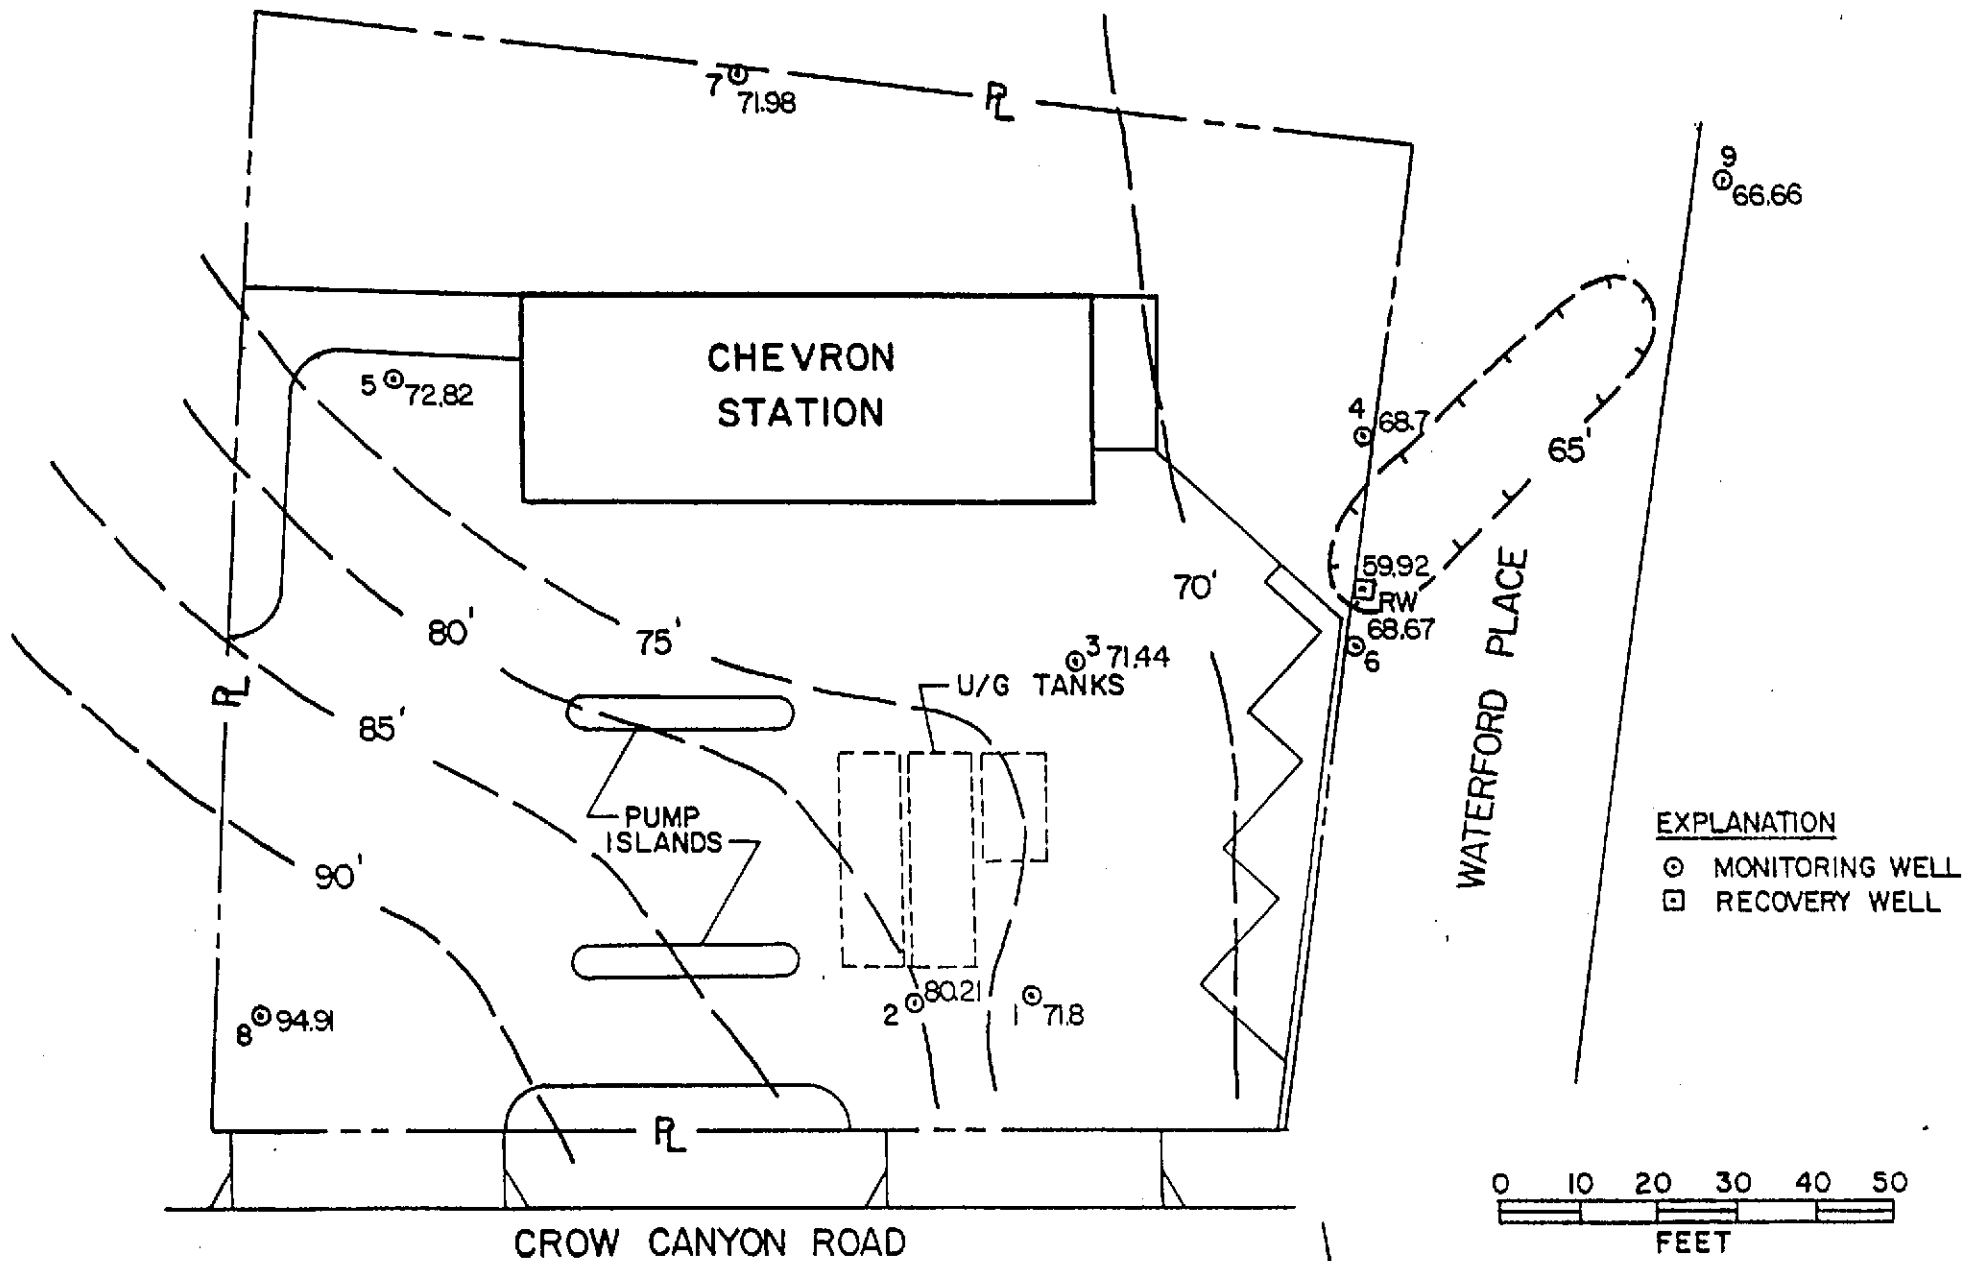 7
71.98
PL
9
66.66
CHEVRON
STATION
5
72.82
4
68.7
65'
59.92
RW
68.67
6
70'
80'
75'
3
71.44
U/G TANKS
PL
85'
WATERFORD PLACE
PUMP
ISLANDS
90'
EXPLANATION
MONITORING WELL
RECOVERY WELL
80.21
2
1
71.8
8
94.91
PL
0 10 20 30 40 50
FEET
CROW CANYON ROAD